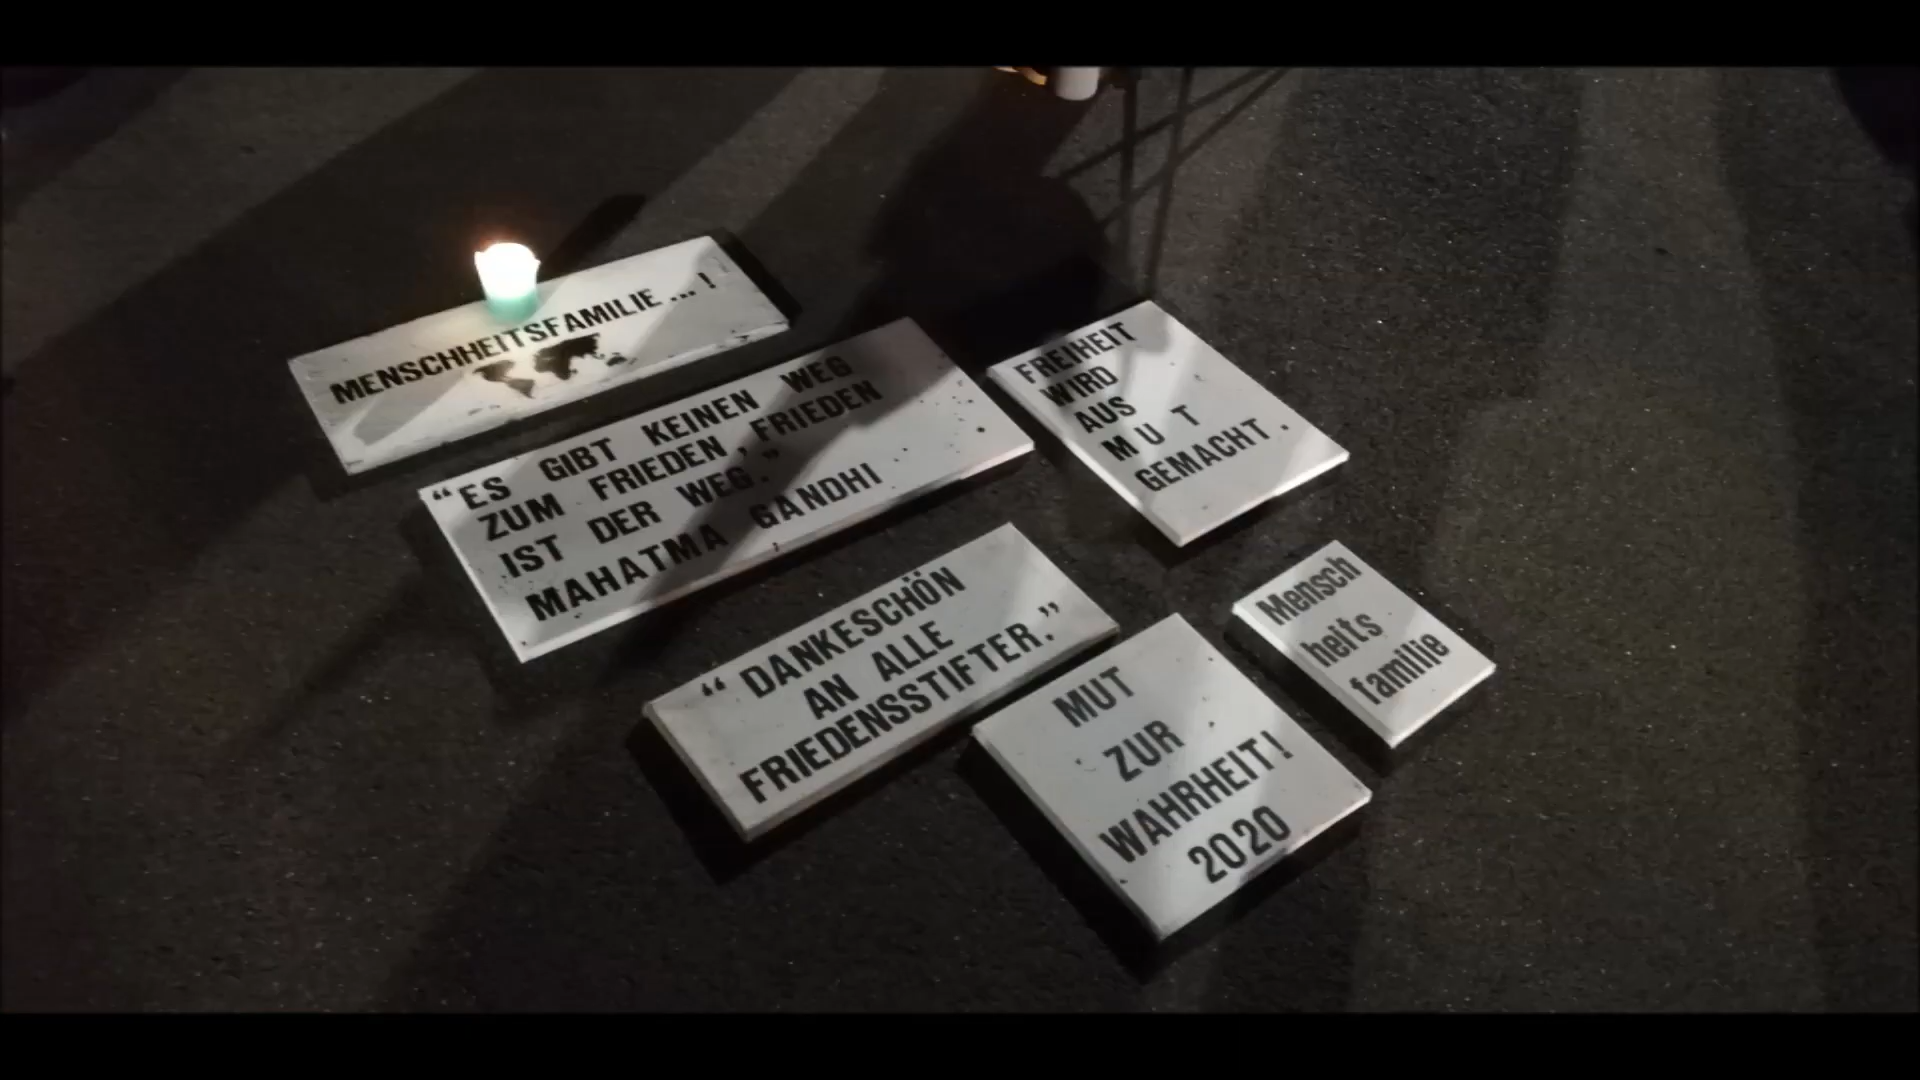 MENSCHHEITSFAMILIE ... !
“ES GIBT KEINEN WEG
ZUM FRIEDEN, FRIEDEN
IST DER WEG.”
MAHATMA GANDHI
FREIHEIT
WIRD
AUS
M U T
GEMACHT.
“DANKESCHÖN
AN ALLE
FRIEDENSSTIFTER.”
MUT
ZUR
WAHRHEIT!
2020
Mensch
heits
familie